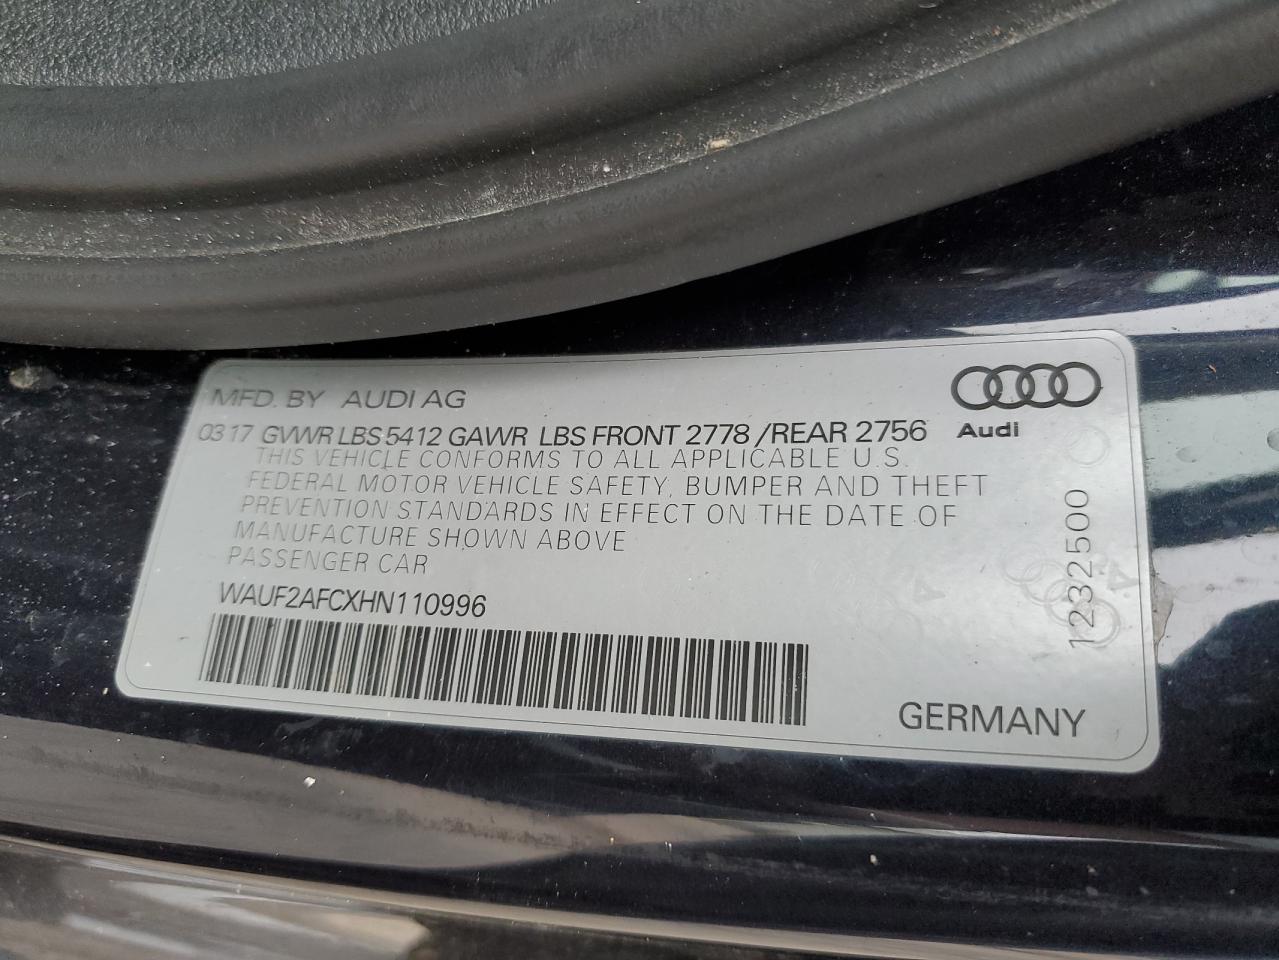 MFD. BY AUDI AG
03 17 GVWR LBS 5412 GAWR LBS FRONT 2778 /REAR 2756
Audi
THIS VEHICLE CONFORMS TO ALL APPLICABLE U.S.
FEDERAL MOTOR VEHICLE SAFETY, BUMPER AND THEFT
PREVENTION STANDARDS IN EFFECT ON THE DATE OF
MANUFACTURE SHOWN ABOVE
PASSENGER CAR
WAUF2AFCXHN110996
1232500
GERMANY